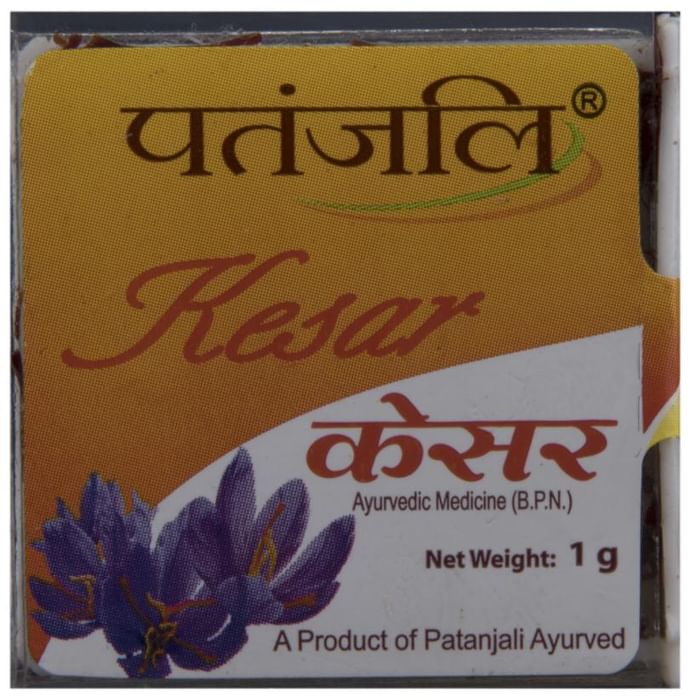 पतंजलि®
Kesar
केसर
Ayurvedic Medicine (B.P.N.)
Net Weight: 1 g
A Product of Patanjali Ayurved